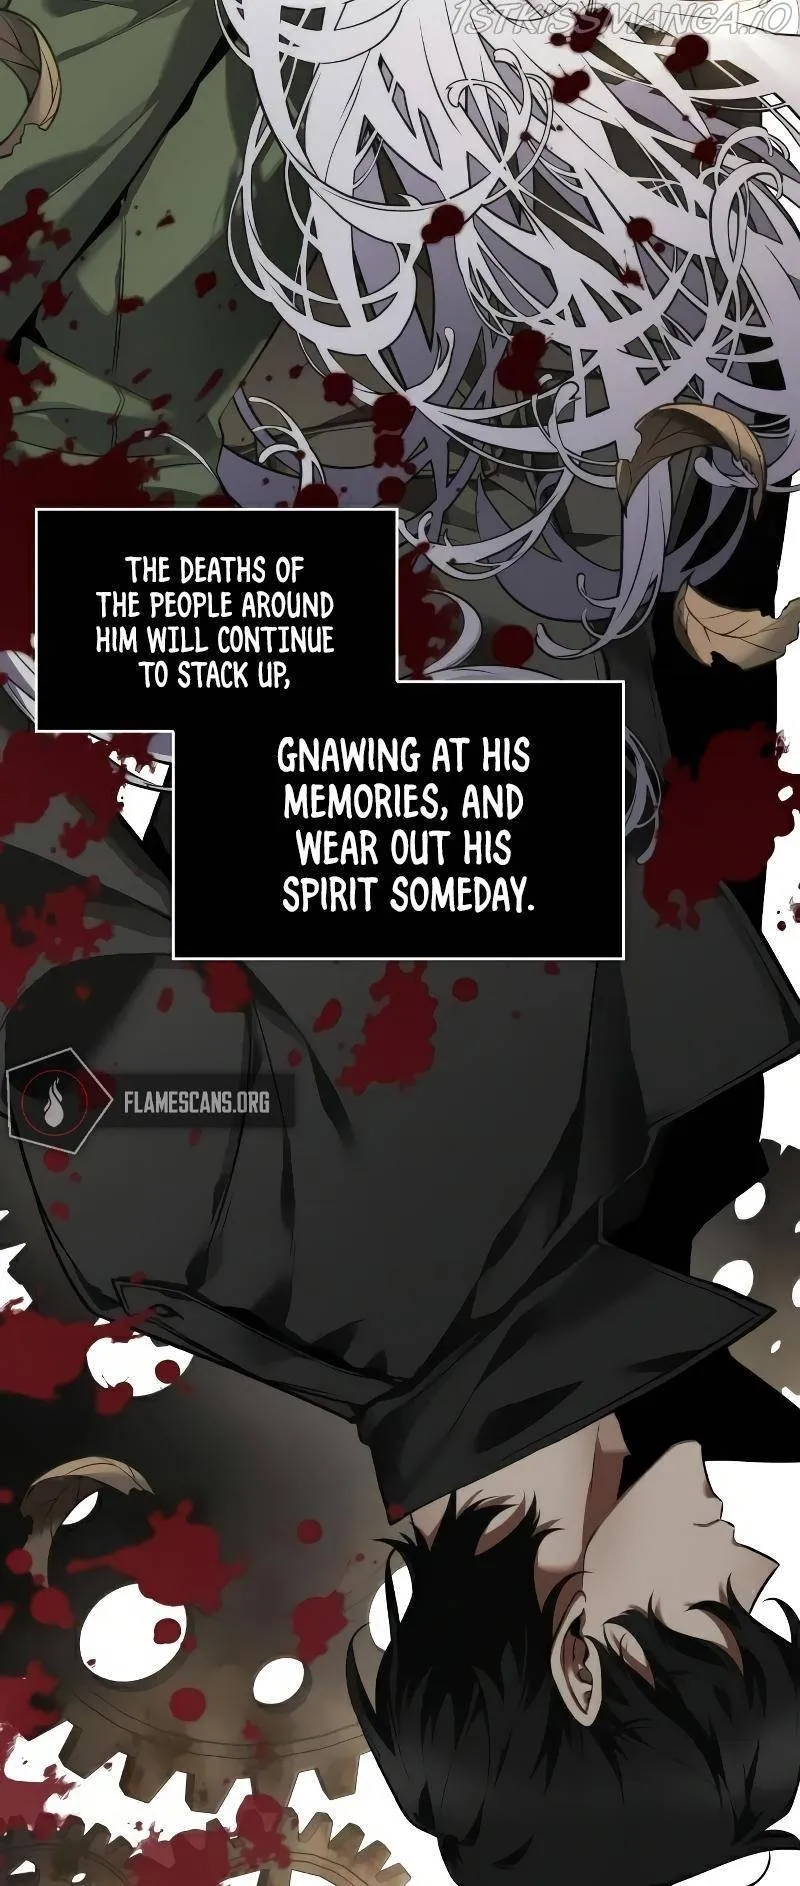 1STKISSMANGA.IO
THE DEATHS OF
THE PEOPLE AROUND
HIM WILL CONTINUE
TO STACK UP,
GNAWING AT HIS
MEMORIES, AND
WEAR OUT HIS
SPIRIT SOMEDAY.
FLAMESCANS.ORG